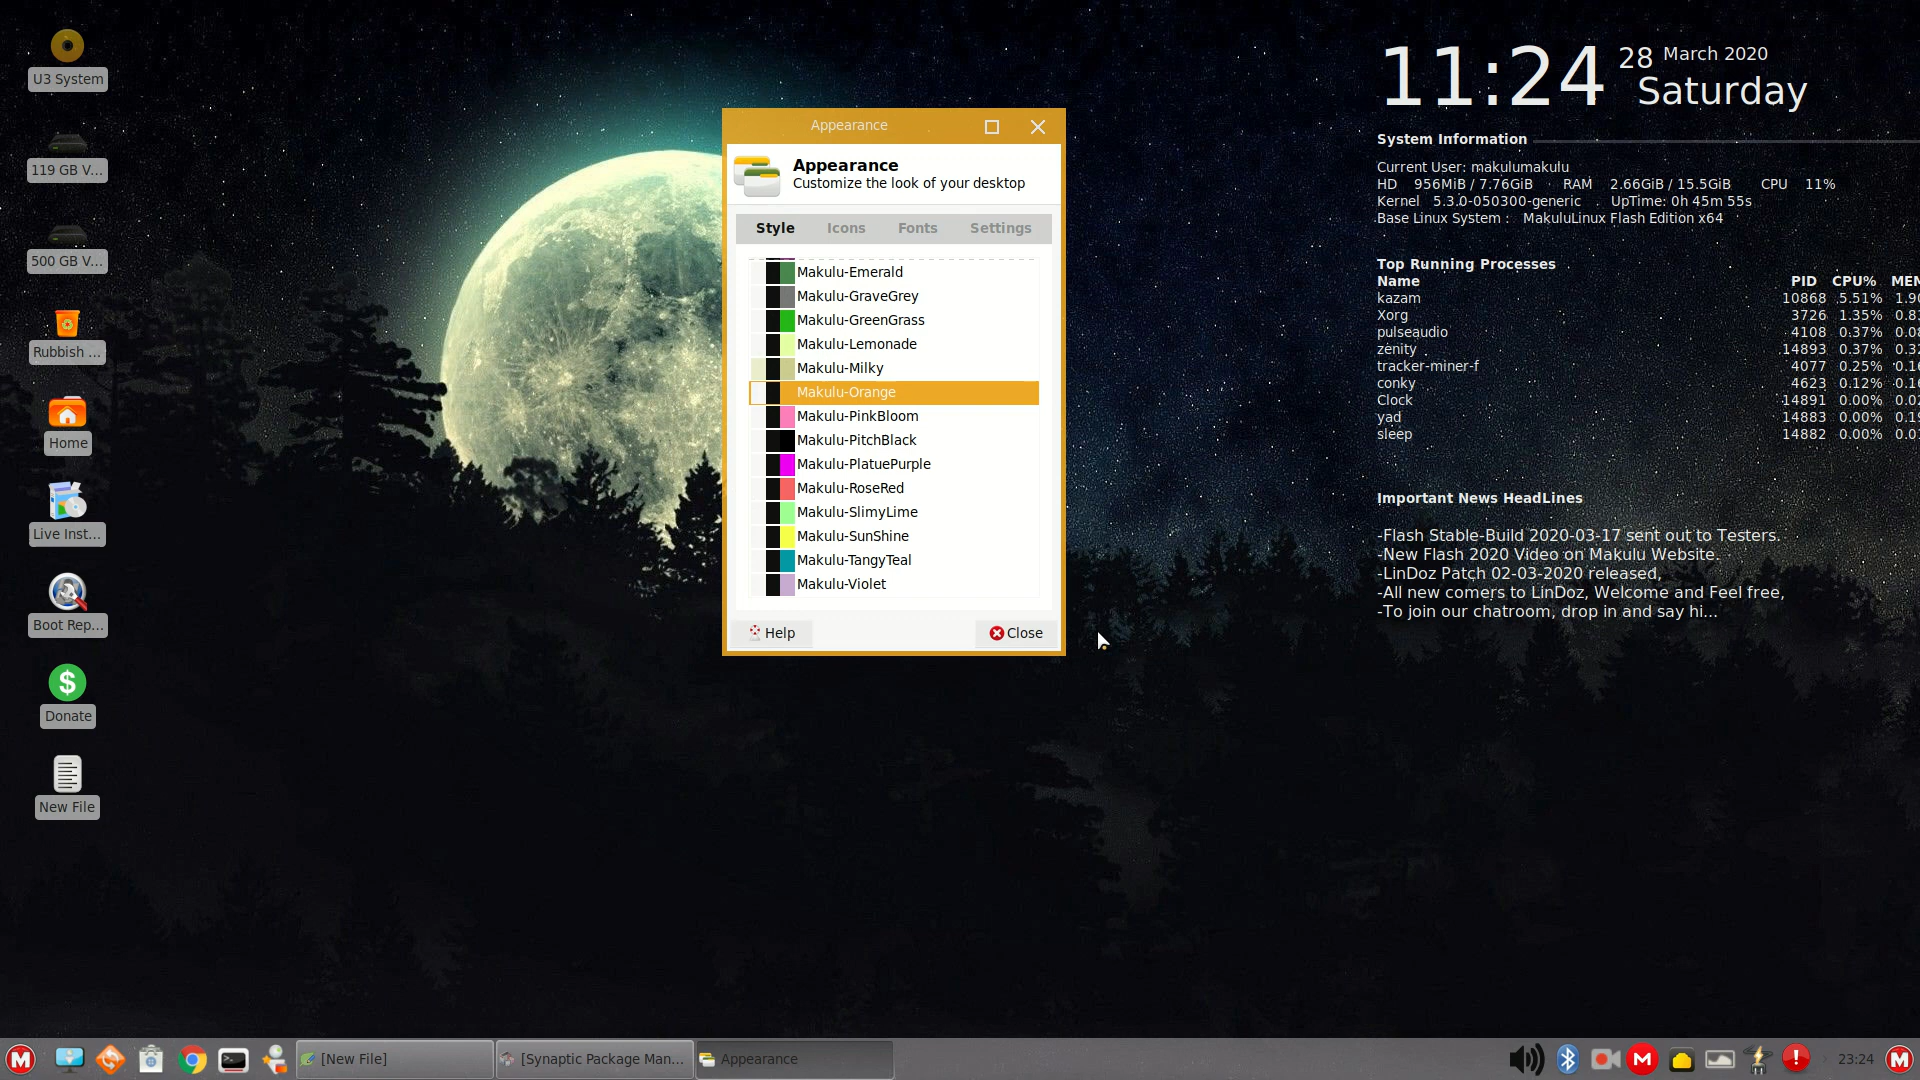 U3 System
119 GB V...
500 GB V...
Rubbish ...
Home
Live Inst...
Boot Rep...
Donate
New File
Appearance
Appearance
Customize the look of your desktop
Style Icons Fonts Settings
Makulu-Emerald
Makulu-GraveGrey
Makulu-GreenGrass
Makulu-Lemonade
Makulu-Milky
Makulu-Orange
Makulu-PinkBloom
Makulu-PitchBlack
Makulu-PlatuePurple
Makulu-RoseRed
Makulu-SlimyLime
Makulu-SunShine
Makulu-TangyTeal
Makulu-Violet
Help Close
11:24 28 March 2020
Saturday
System Information
Current User: makulumakulu
HD 956MiB / 7.76GiB RAM 2.66GiB / 15.5GiB CPU 11%
Kernel 5.3.0-050300-generic UpTime: 0h 45m 55s
Base Linux System : MakuluLinux Flash Edition x64
Top Running Processes
Name PID CPU%
kazam 10868 5.51%
Xorg 3726 1.35%
pulseaudio 4108 0.37%
zenity 14893 0.37%
tracker-miner-f 4077 0.25%
conky 4623 0.12%
Clock 14891 0.00%
yad 14883 0.00%
sleep 14882 0.00%
Important News HeadLines
-Flash Stable-Build 2020-03-17 sent out to Testers.
-New Flash 2020 Video on Makulu Website.
-LinDoz Patch 02-03-2020 released,
-All new comers to LinDoz, Welcome and Feel free,
-To join our chatroom, drop in and say hi...
[New File] [Synaptic Package Man... Appearance 23:24